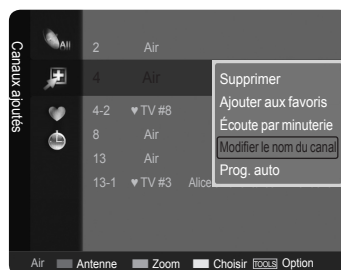 Canaux ajoutés
All
2 Air
4 Air
4-2 ♥ TV #8
8 Air
13 Air
13-1 ♥ TV #3 Alice
Supprimer
Ajouter aux favoris
Écoute par minuterie
Modifier le nom du canal
Prog. auto
Air Antenne Zoom Choisir TOOLS Option